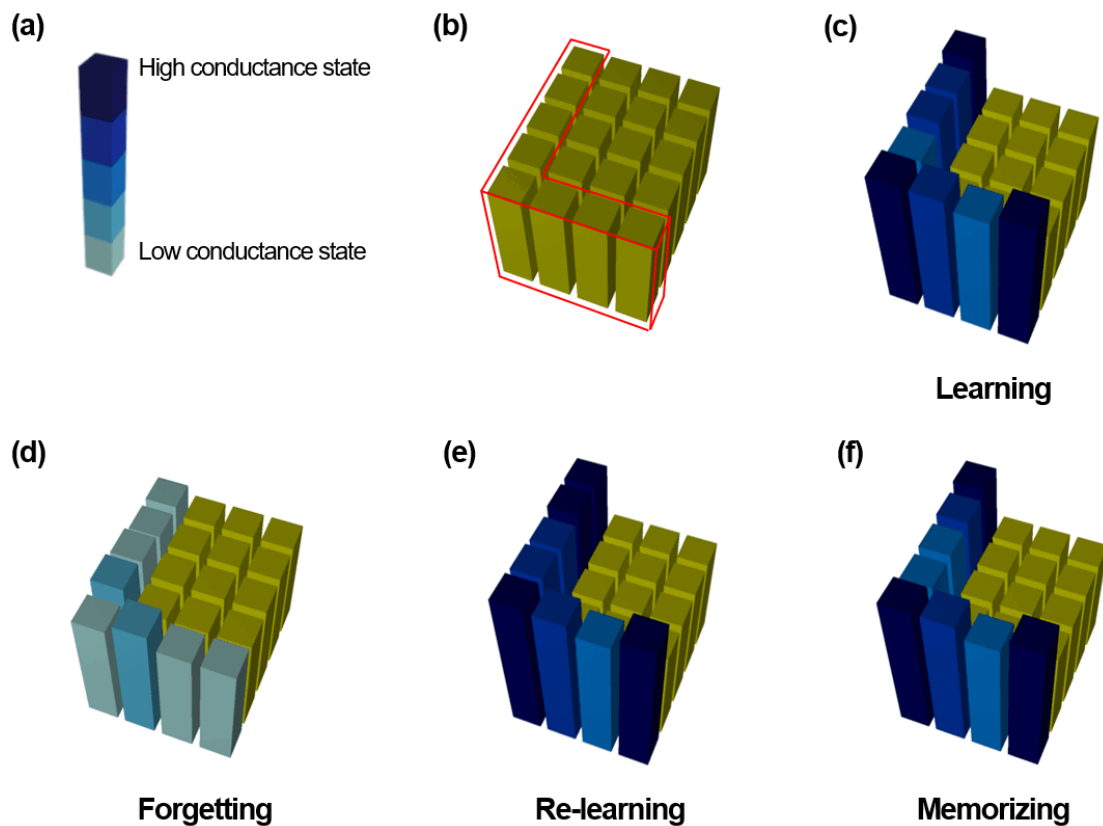 (a)
High conductance state
Low conductance state
(b)
(c)
Learning
(d)
Forgetting
(e)
Re-learning
(f)
Memorizing